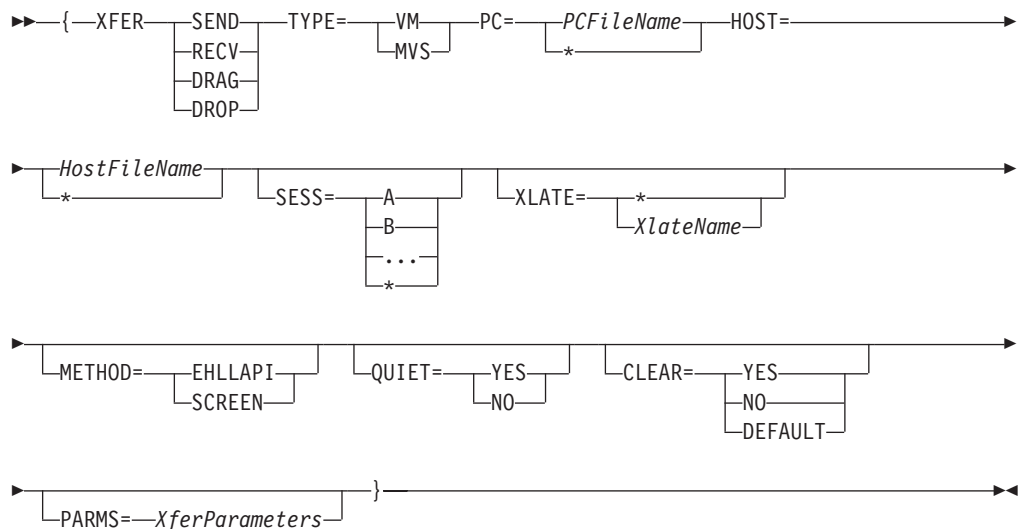 { XFER SEND TYPE= VM PC= PCFileName HOST=
RECV MVS *
DRAG
DROP
HostFileName
* SESS= A XLATE= *
B XlateName
...
*
METHOD= EHLLAPI QUIET= YES CLEAR= YES
SCREEN NO NO
DEFAULT
}
PARMS= XferParameters